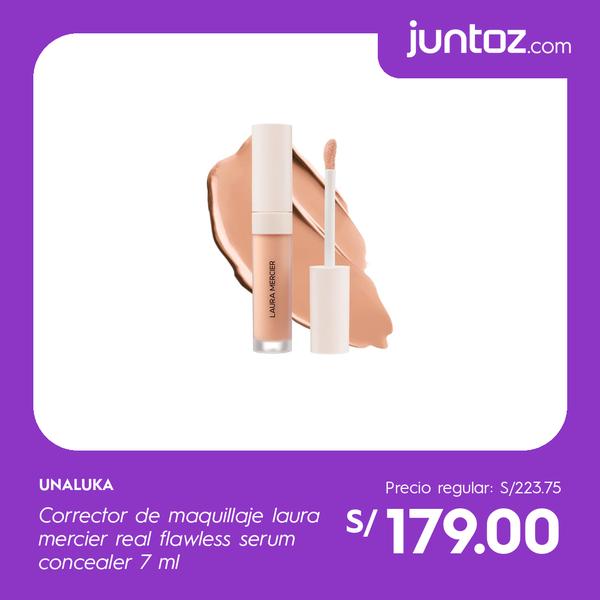 juntoz.com
LAURA MERCIER
UNALUKA
Corrector de maquillaje laura
mercier real flawless serum
concealer 7 ml
Precio regular: S/223.75
S/179.00